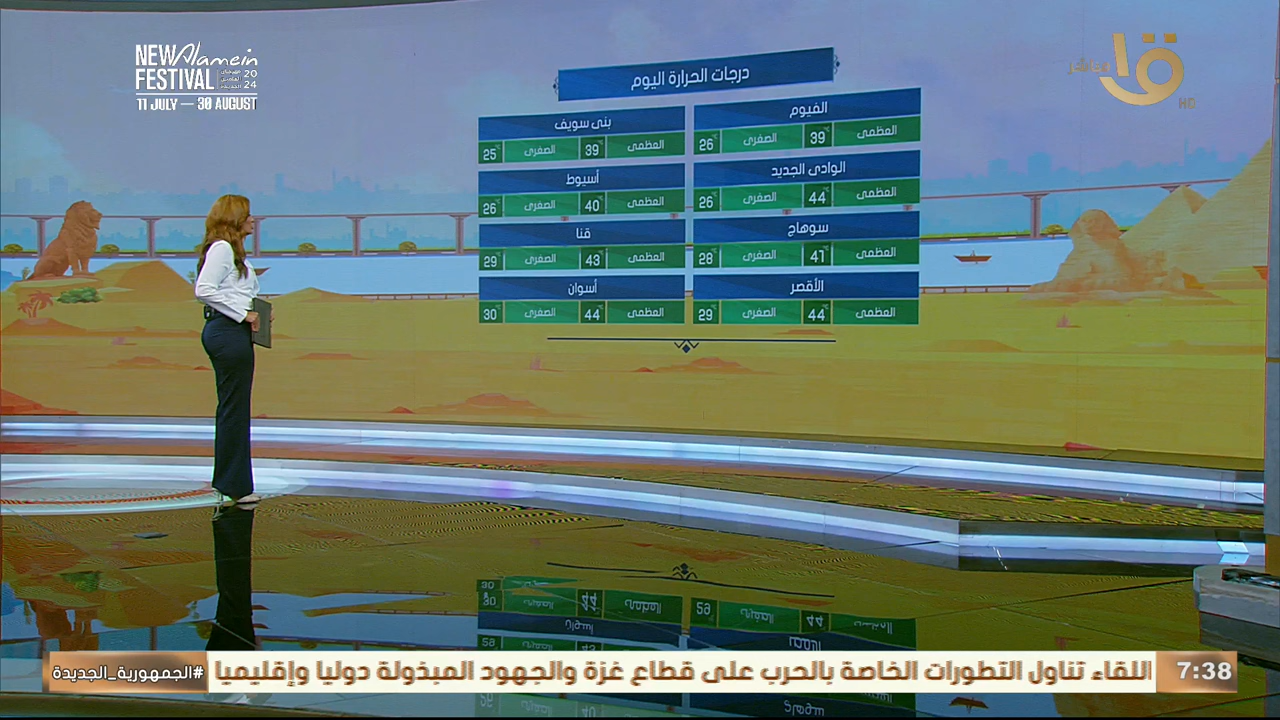 NEW Alamein
FESTIVAL 2024
11 JULY — 30 AUGUST
مباشر
HD
درجات الحرارة اليوم
الفيوم
العظمى 39 الصغرى 26
بنى سويف
العظمى 39 الصغرى 25
الوادى الجديد
العظمى 44 الصغرى 26
أسيوط
العظمى 40 الصغرى 26
سوهاج
العظمى 41 الصغرى 28
قنا
العظمى 43 الصغرى 29
الأقصر
العظمى 44 الصغرى 29
أسوان
العظمى 44 الصغرى 30
7:38 اللقاء تناول التطورات الخاصة بالحرب على قطاع غزة والجهود المبذولة دوليا وإقليميا #الجمهورية_الجديدة